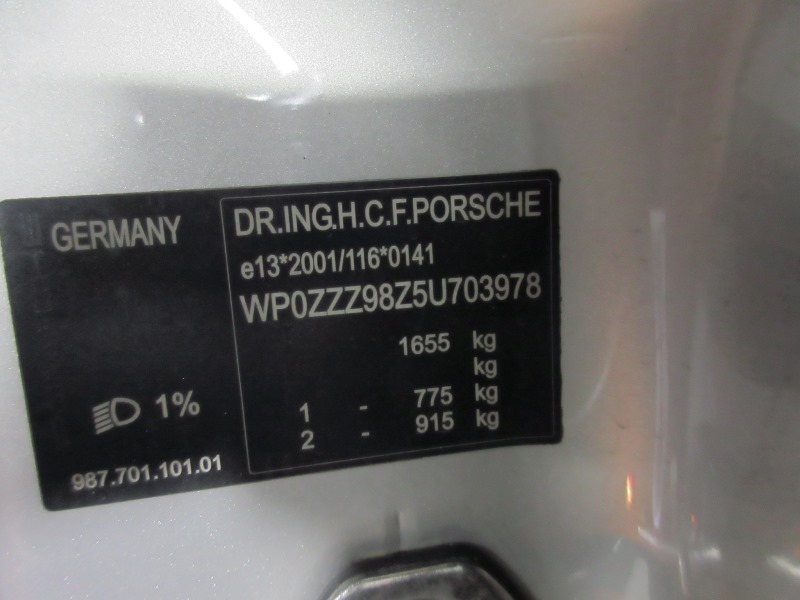 GERMANY
DR.ING.H.C.F.PORSCHE
e13*2001/116*0141
WP0ZZZ98Z5U703978
1655 kg
kg
1 - 775 kg
2 - 915 kg
1%
987.701.101.01